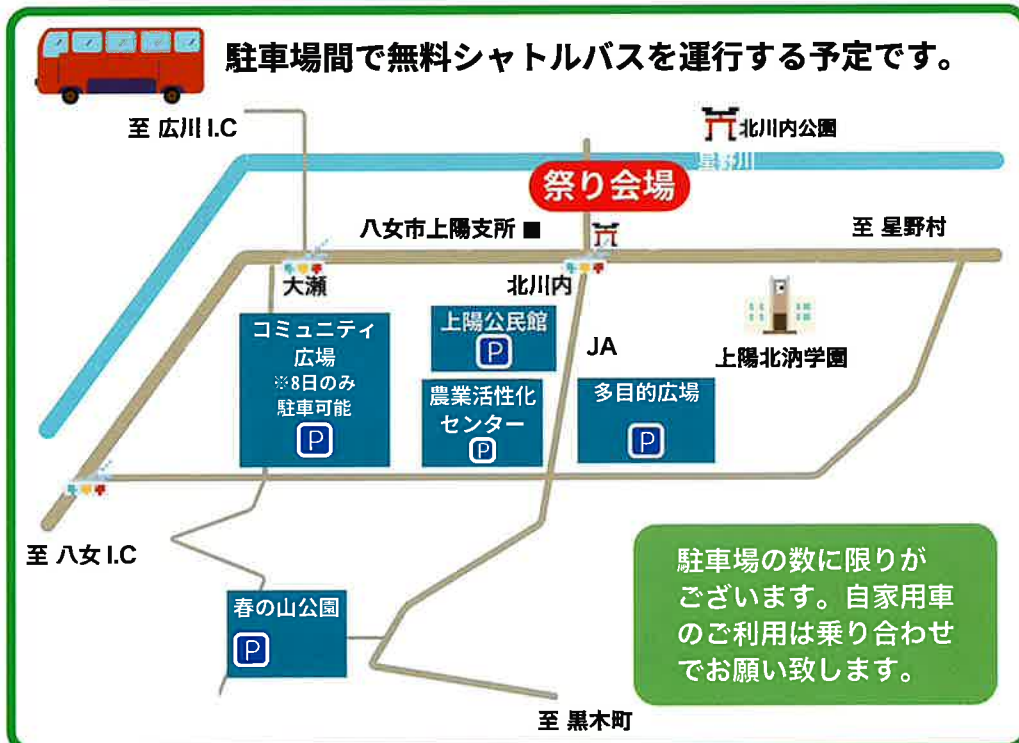 駐車場間で無料シャトルバスを運行する予定です。
至 広川 I.C
北川内公園
星野川
祭り会場
八女市上陽支所 ■
至 星野村
大瀬
北川内
コミュニティ
広場
※8日のみ
駐車可能
P
上陽公民館
P
JA
上陽北汭学園
農業活性化
センター
P
多目的広場
P
至 八女 I.C
春の山公園
P
駐車場の数に限りが
ございます。自家用車
のご利用は乗り合わせ
でお願い致します。
至 黒木町